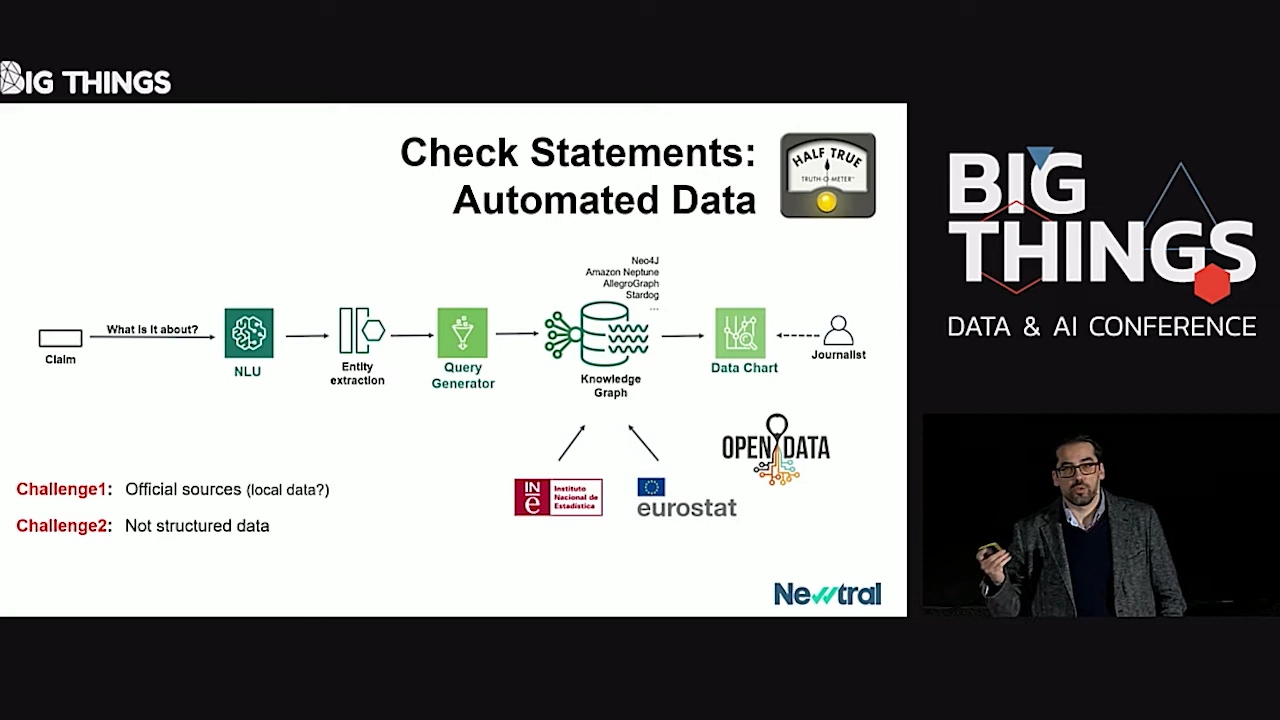 BIG THINGS
Check Statements:
Automated Data
HALF TRUE
TRUTH-O-METER™
Neo4J
Amazon Neptune
AllegroGraph
Stardog
...
What is it about?
Claim
NLU
Entity
extraction
Query
Generator
Knowledge
Graph
Data Chart
Journalist
OPEN DATA
Challenge1: Official sources (local data?)
Challenge2: Not structured data
INe
Instituto
Nacional de
Estadística
eurostat
Newtral
BIG
THINGS
DATA & AI CONFERENCE